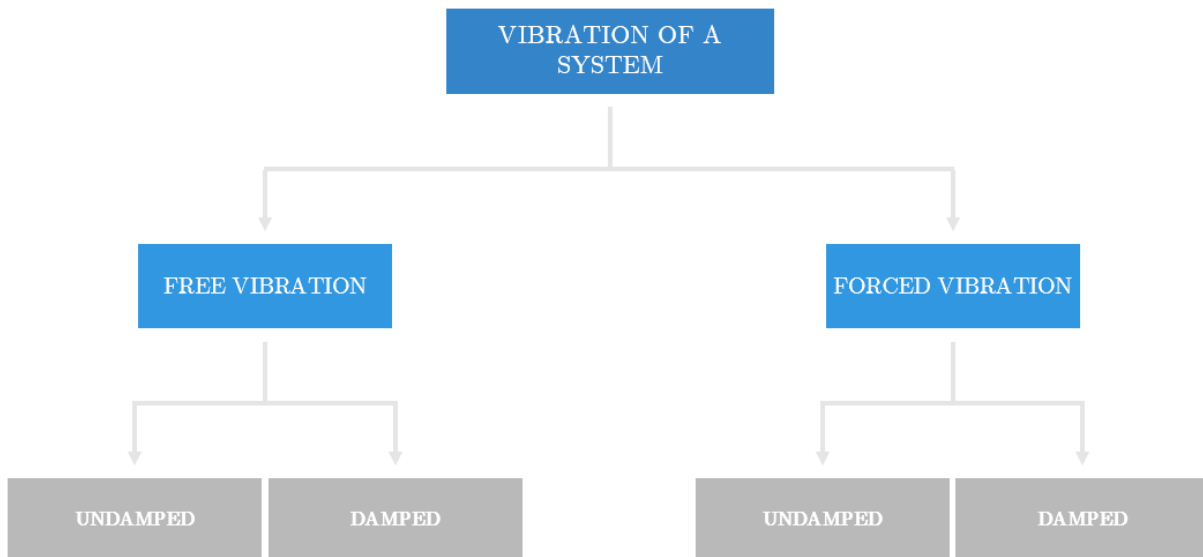 VIBRATION OF A
SYSTEM
FREE VIBRATION
FORCED VIBRATION
UNDAMPED
DAMPED
UNDAMPED
DAMPED